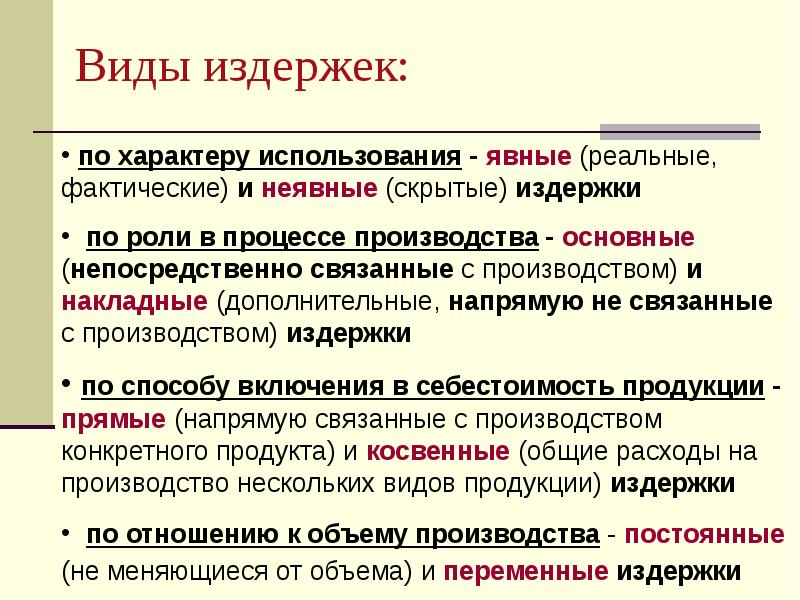 Виды издержек:
• по характеру использования - явные (реальные,
фактические) и неявные (скрытые) издержки
• по роли в процессе производства - основные
(непосредственно связанные с производством) и
накладные (дополнительные, напрямую не связанные
с производством) издержки
• по способу включения в себестоимость продукции -
прямые (напрямую связанные с производством
конкретного продукта) и косвенные (общие расходы на
производство нескольких видов продукции) издержки
• по отношению к объему производства - постоянные
(не меняющиеся от объема) и переменные издержки